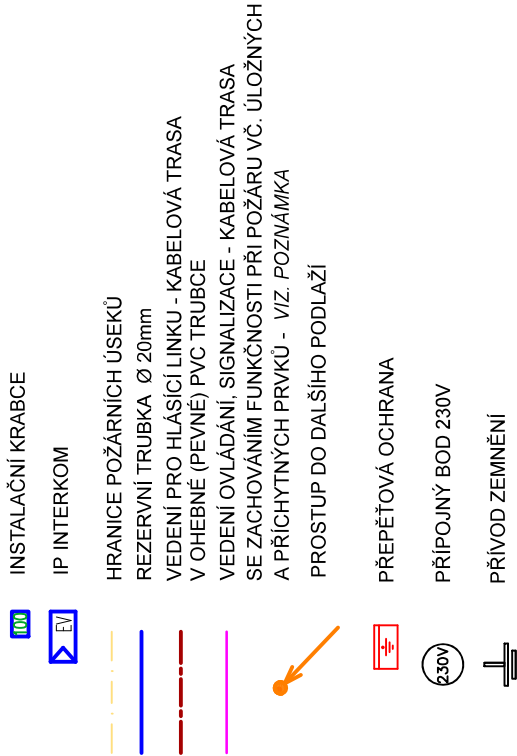 100 INSTALAČNÍ KRABCE
EV IP INTERKOM
HRANICE POŽÁRNÍCH ÚSEKŮ
REZERVNÍ TRUBKA Ø 20mm
VEDENÍ PRO HLÁSÍCÍ LINKU - KABELOVÁ TRASA
V OHEBNÉ (PEVNÉ) PVC TRUBCE
VEDENÍ OVLÁDÁNÍ, SIGNALIZACE - KABELOVÁ TRASA
SE ZACHOVÁNÍM FUNKČNOSTI PŘI POŽÁRU VČ. ÚLOŽNÝCH
A PŘÍCHYTNÝCH PRVKŮ - VIZ. POZNÁMKA
PROSTUP DO DALŠÍHO PODLAŽÍ
PŘEPĚŤOVÁ OCHRANA
230V PŘÍPOJNÝ BOD 230V
PŘÍVOD ZEMNĚNÍ